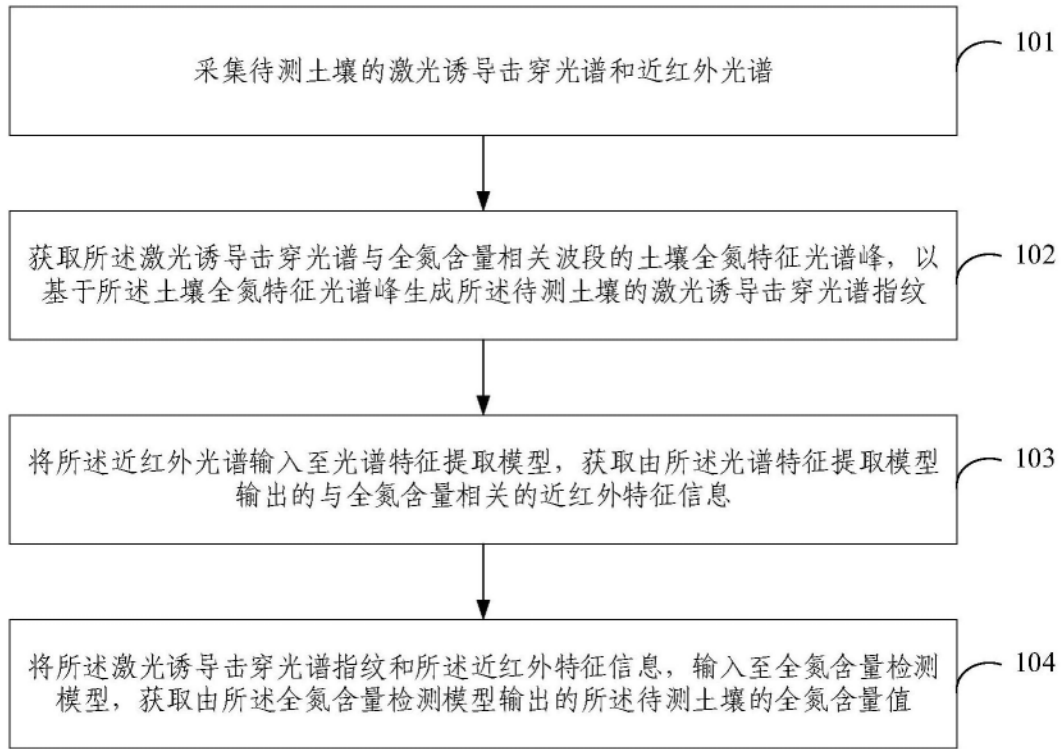 采集待测土壤的激光诱导击穿光谱和近红外光谱
101
获取所述激光诱导击穿光谱与全氮含量相关波段的土壤全氮特征光谱峰，以
基于所述土壤全氮特征光谱峰生成所述待测土壤的激光诱导击穿光谱指纹
102
将所述近红外光谱输入至光谱特征提取模型，获取由所述光谱特征提取模型
输出的与全氮含量相关的近红外特征信息
103
将所述激光诱导击穿光谱指纹和所述近红外特征信息，输入至全氮含量检测
模型，获取由所述全氮含量检测模型输出的所述待测土壤的全氮含量值
104